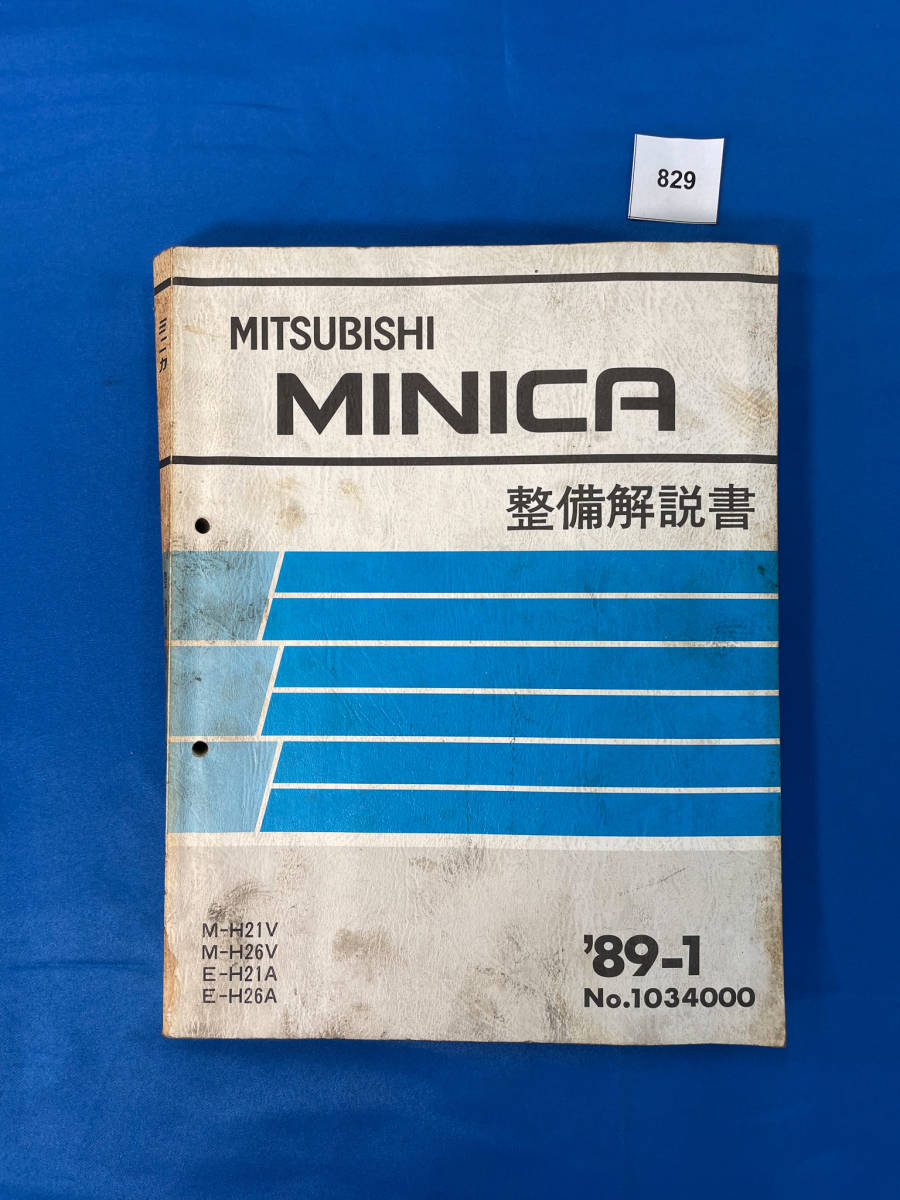 829
ミニカ
MITSUBISHI
MINICA
整備解説書
M-H21V
M-H26V
E-H21A
E-H26A
'89-1
No.1034000